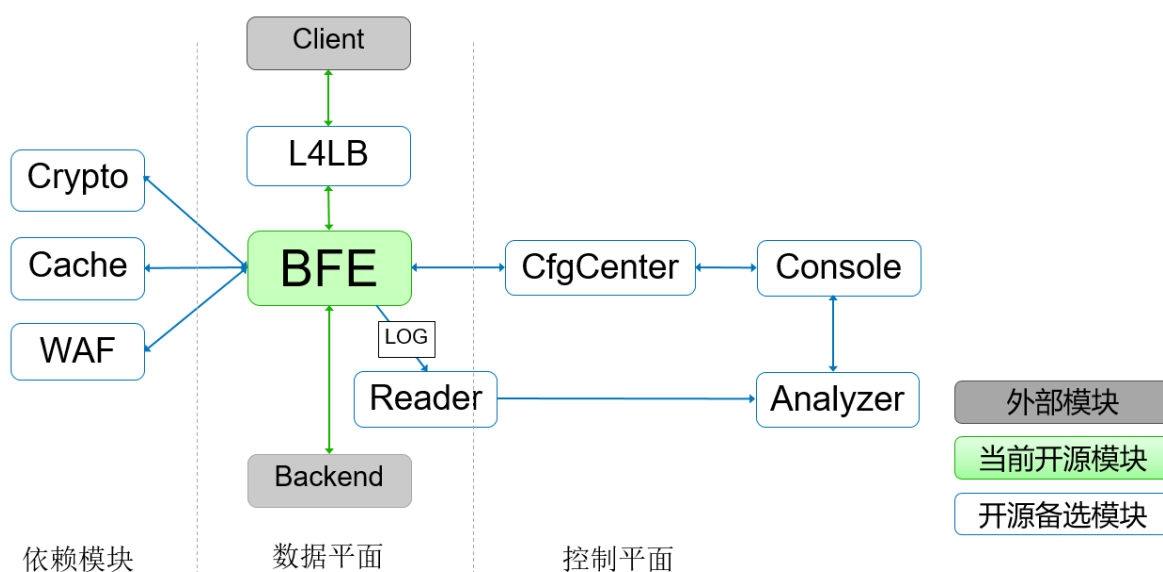 Client
L4LB
Crypto
Cache
WAF
BFE
CfgCenter
Console
LOG
Reader
Analyzer
Backend
外部模块
当前开源模块
开源备选模块
依赖模块
数据平面
控制平面